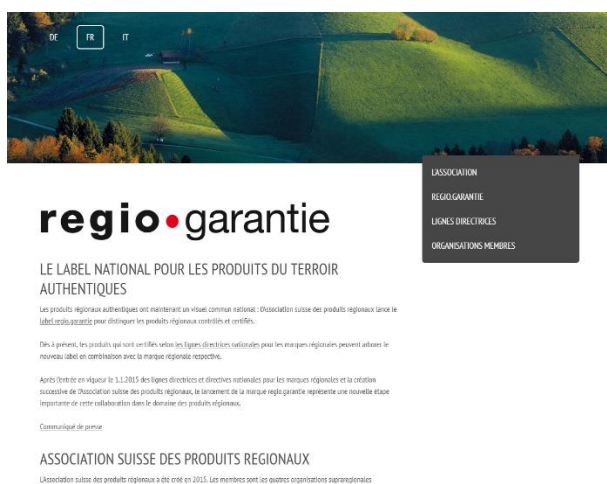 DE FR IT
L'ASSOCIATION
REGIO.GARANTIE
LIGNES DIRECTRICES
ORGANISATIONS MEMBRES
regio•garantie
LE LABEL NATIONAL POUR LES PRODUITS DU TERROIR
AUTHENTIQUES
Les produits régionaux authentiques ont maintenant un visuel commun national : l'Association suisse des produits régionaux lance le
label regio.garantie pour distinguer les produits régionaux contrôlés et certifiés.
Dès à présent, les produits qui sont certifiés selon les lignes directrices nationales pour les marques régionales peuvent arborer le
nouveau label en combinaison avec la marque régionale respective.
Après l'entrée en vigueur le 1.1.2015 des lignes directrices et directives nationales pour les marques régionales et la création
successive de l'Association suisse des produits régionaux, le lancement de la marque regio.garantie représente une nouvelle étape
importante de cette collaboration dans le domaine des produits régionaux.
Communiqué de presse
ASSOCIATION SUISSE DES PRODUITS REGIONAUX
L'Association suisse des produits régionaux a été créé en 2015. Les membres sont les quatres organisations supraregionales